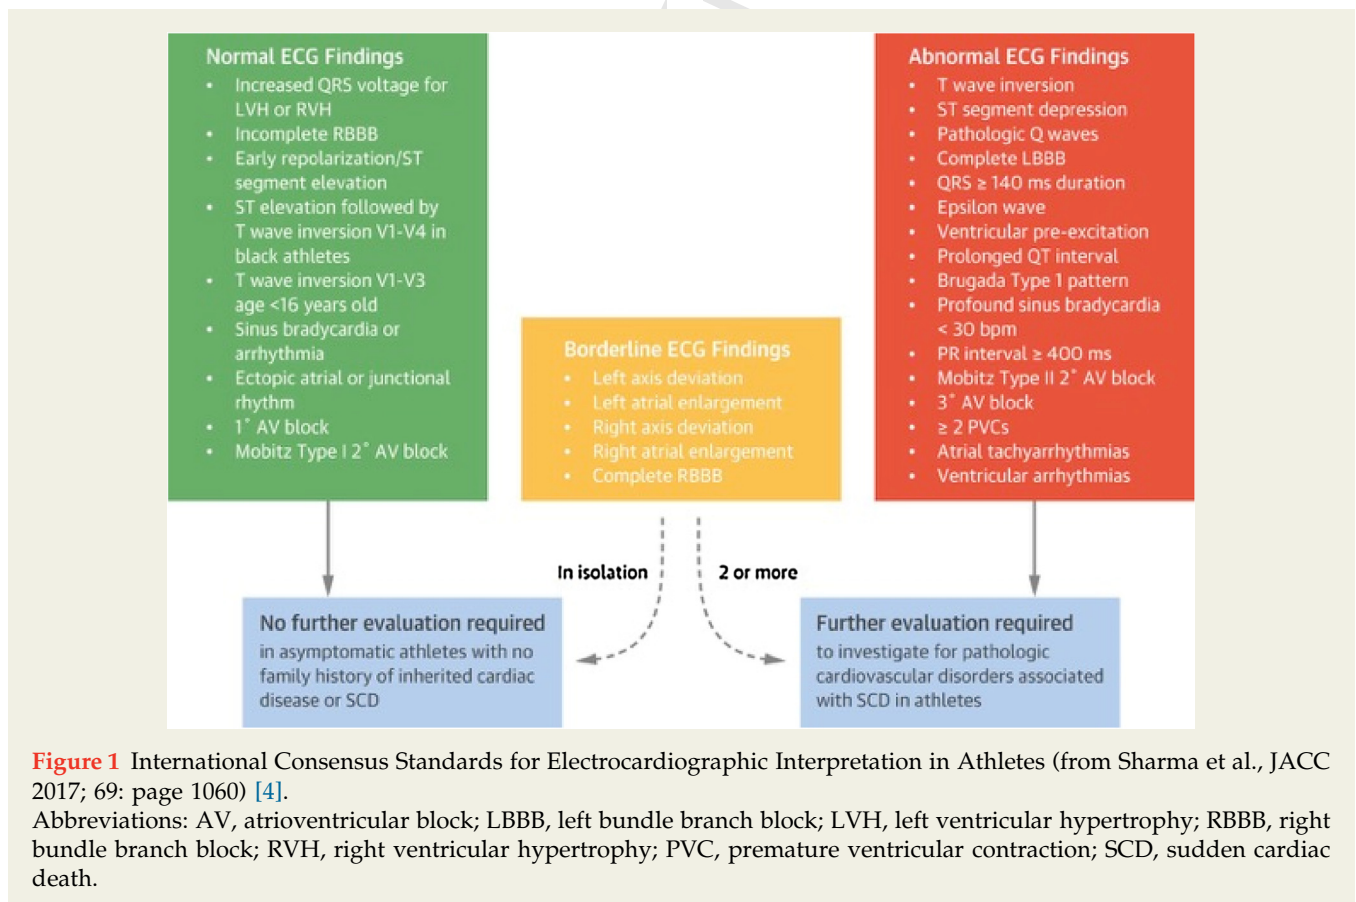 Normal ECG Findings
• Increased QRS voltage for
LVH or RVH
• Incomplete RBBB
• Early repolarization/ST
segment elevation
• ST elevation followed by
T wave inversion V1-V4 in
black athletes
• T wave inversion V1-V3
age <16 years old
• Sinus bradycardia or
arrhythmia
• Ectopic atrial or junctional
rhythm
• 1˚ AV block
• Mobitz Type I 2˚ AV block
Borderline ECG Findings
• Left axis deviation
• Left atrial enlargement
• Right axis deviation
• Right atrial enlargement
• Complete RBBB
Abnormal ECG Findings
• T wave inversion
• ST segment depression
• Pathologic Q waves
• Complete LBBB
• QRS ≥ 140 ms duration
• Epsilon wave
• Ventricular pre-excitation
• Prolonged QT interval
• Brugada Type 1 pattern
• Profound sinus bradycardia
< 30 bpm
• PR interval ≥ 400 ms
• Mobitz Type II 2˚ AV block
• 3˚ AV block
• ≥ 2 PVCs
• Atrial tachyarrhythmias
• Ventricular arrhythmias
In isolation
2 or more
No further evaluation required
in asymptomatic athletes with no
family history of inherited cardiac
disease or SCD
Further evaluation required
to investigate for pathologic
cardiovascular disorders associated
with SCD in athletes
Figure 1 International Consensus Standards for Electrocardiographic Interpretation in Athletes (from Sharma et al., JACC
2017; 69: page 1060) [4].
Abbreviations: AV, atrioventricular block; LBBB, left bundle branch block; LVH, left ventricular hypertrophy; RBBB, right
bundle branch block; RVH, right ventricular hypertrophy; PVC, premature ventricular contraction; SCD, sudden cardiac
death.